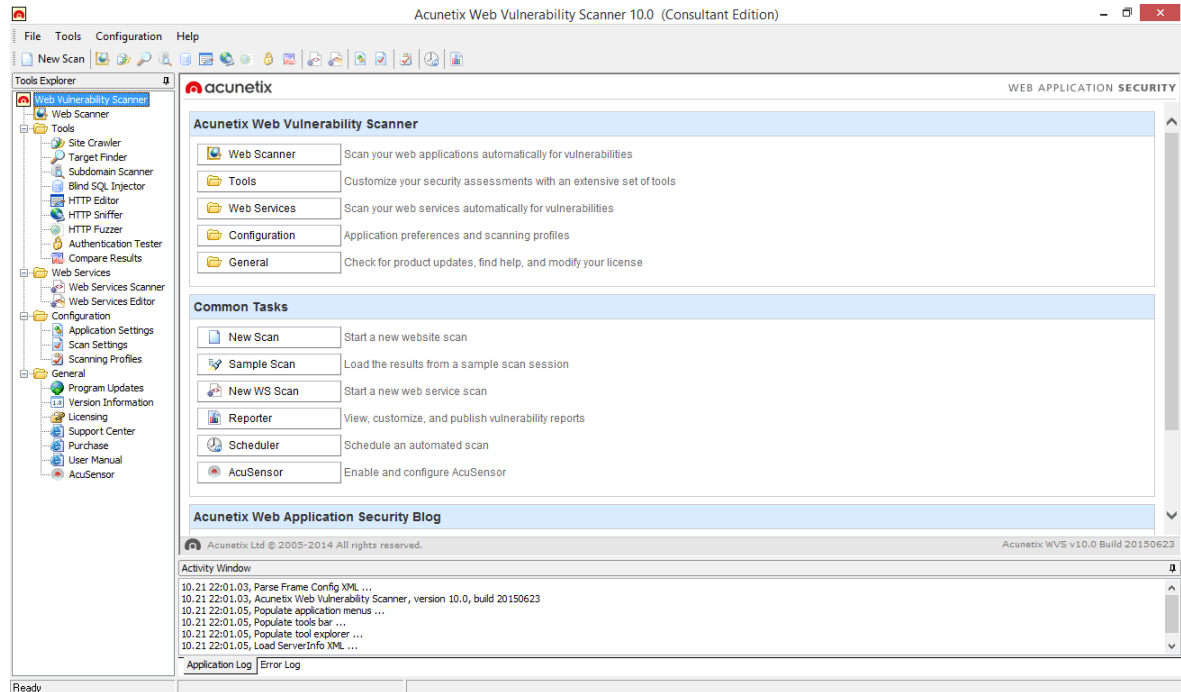 Acunetix Web Vulnerability Scanner 10.0 (Consultant Edition)
File Tools Configuration Help
New Scan
Tools Explorer
Web Vulnerability Scanner
Web Scanner
Tools
Site Crawler
Target Finder
Subdomain Scanner
Blind SQL Injector
HTTP Editor
HTTP Sniffer
HTTP Fuzzer
Authentication Tester
Compare Results
Web Services
Web Services Scanner
Web Services Editor
Configuration
Application Settings
Scan Settings
Scanning Profiles
General
Program Updates
Version Information
Licensing
Support Center
Purchase
User Manual
AcuSensor
acunetix
WEB APPLICATION SECURITY
Acunetix Web Vulnerability Scanner
Web Scanner Scan your web applications automatically for vulnerabilities
Tools Customize your security assessments with an extensive set of tools
Web Services Scan your web services automatically for vulnerabilities
Configuration Application preferences and scanning profiles
General Check for product updates, find help, and modify your license
Common Tasks
New Scan Start a new website scan
Sample Scan Load the results from a sample scan session
New WS Scan Start a new web service scan
Reporter View, customize, and publish vulnerability reports
Scheduler Schedule an automated scan
AcuSensor Enable and configure AcuSensor
Acunetix Web Application Security Blog
Acunetix Ltd © 2005-2014 All rights reserved.
Acunetix WVS v10.0 Build 20150623
Activity Window
10.21 22:01.03, Parse Frame Config XML ...
10.21 22:01.03, Acunetix Web Vulnerability Scanner, version 10.0, build 20150623
10.21 22:01.05, Populate application menus ...
10.21 22:01.05, Populate tools bar ...
10.21 22:01.05, Populate tool explorer ...
10.21 22:01.05, Load ServerInfo XML ...
Application Log Error Log
Ready